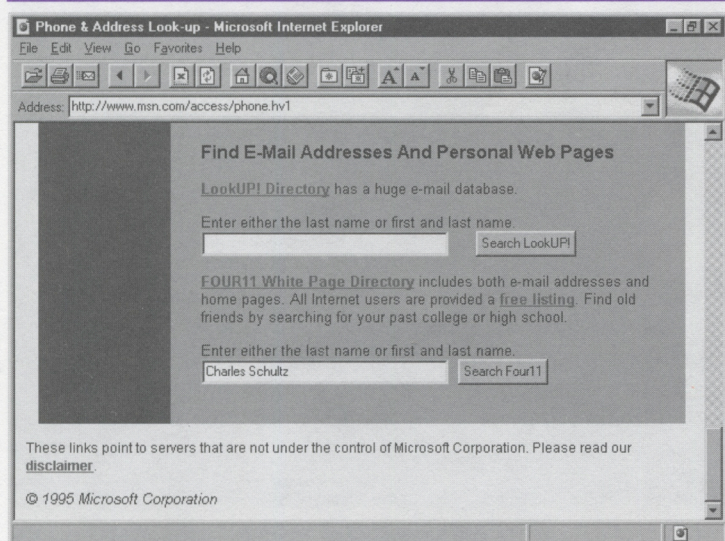 Phone & Address Look-up - Microsoft Internet Explorer
File Edit View Go Favorites Help
A A
Address: http://www.msn.com/access/phone.hv1
Find E-Mail Addresses And Personal Web Pages
LookUP! Directory has a huge e-mail database.
Enter either the last name or first and last name.
Search LookUP!
FOUR11 White Page Directory includes both e-mail addresses and
home pages. All Internet users are provided a free listing. Find old
friends by searching for your past college or high school.
Enter either the last name or first and last name.
Charles Schultz Search Four11
These links point to servers that are not under the control of Microsoft Corporation. Please read our
disclaimer.
© 1995 Microsoft Corporation